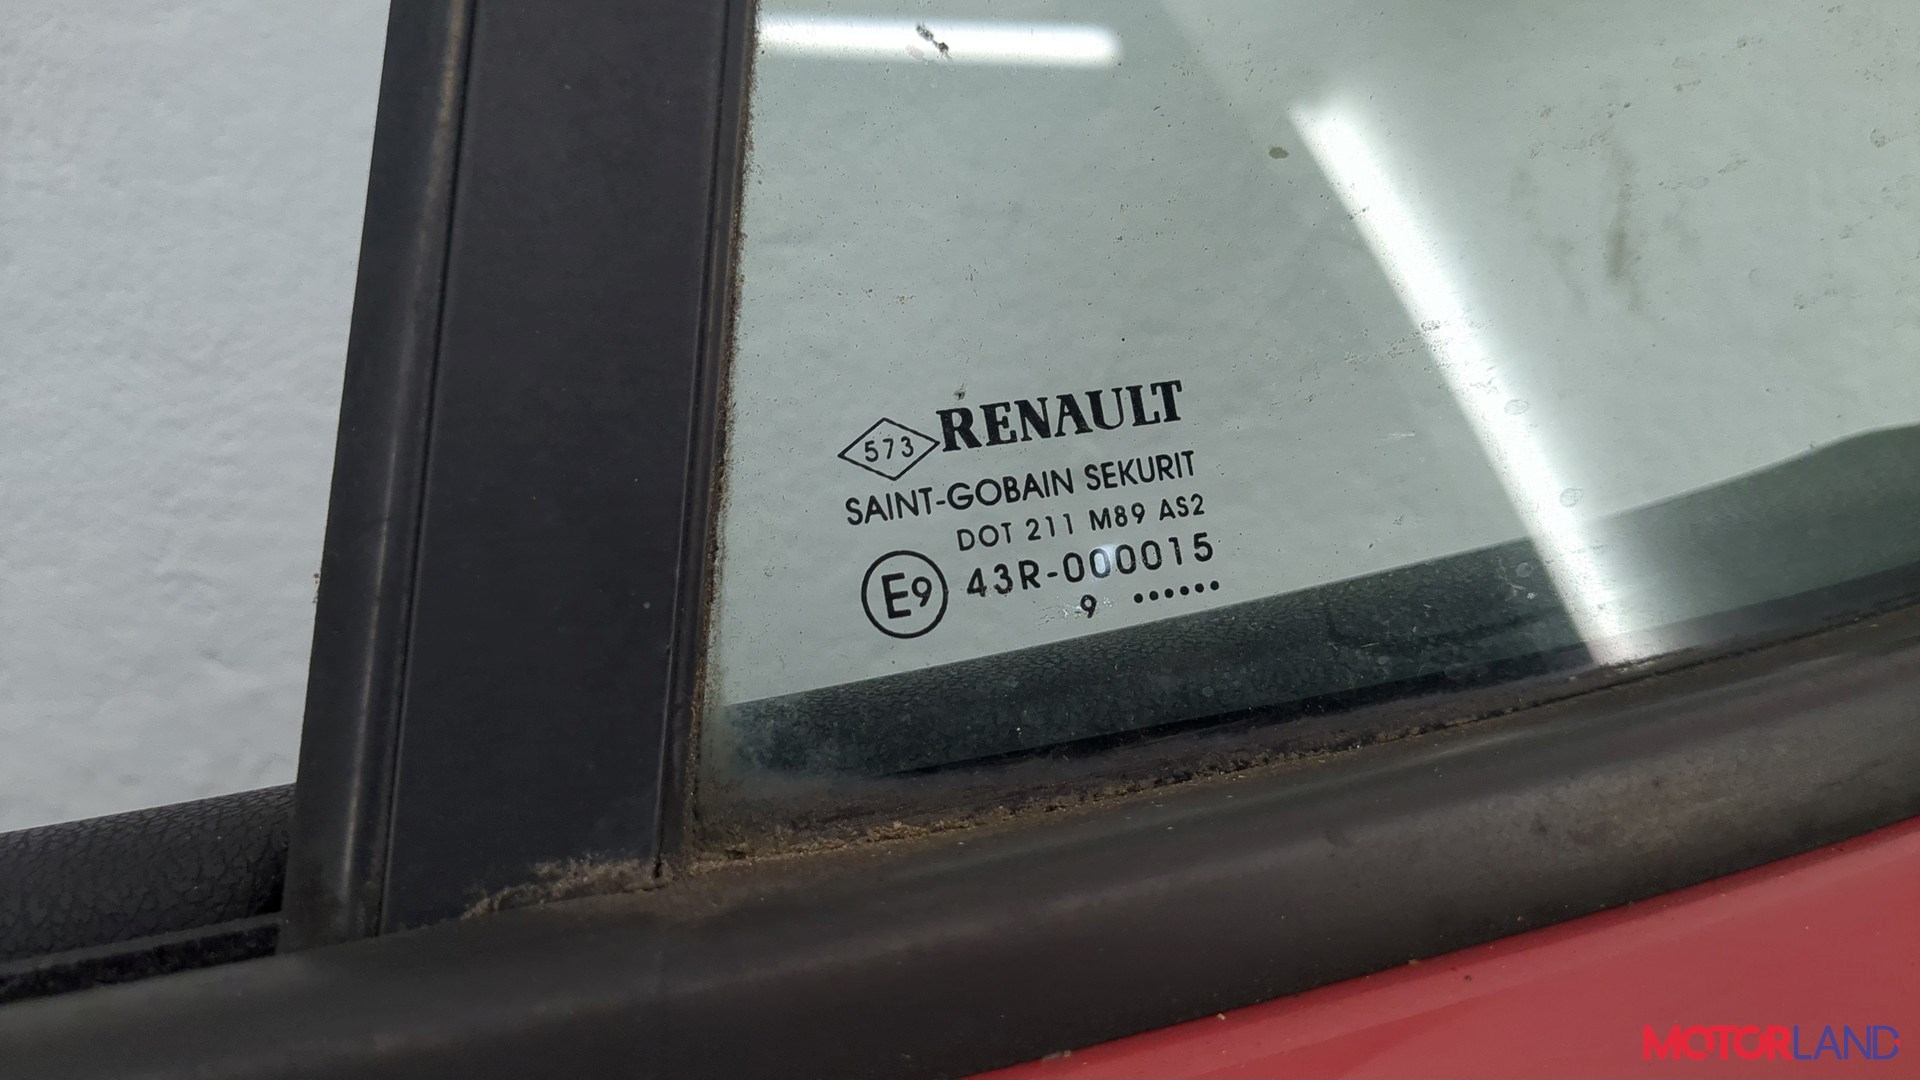 573 RENAULT
SAINT-GOBAIN SEKURIT
DOT 211 M89 AS2
E9 43R-000015
9 ••••••
MOTORLAND